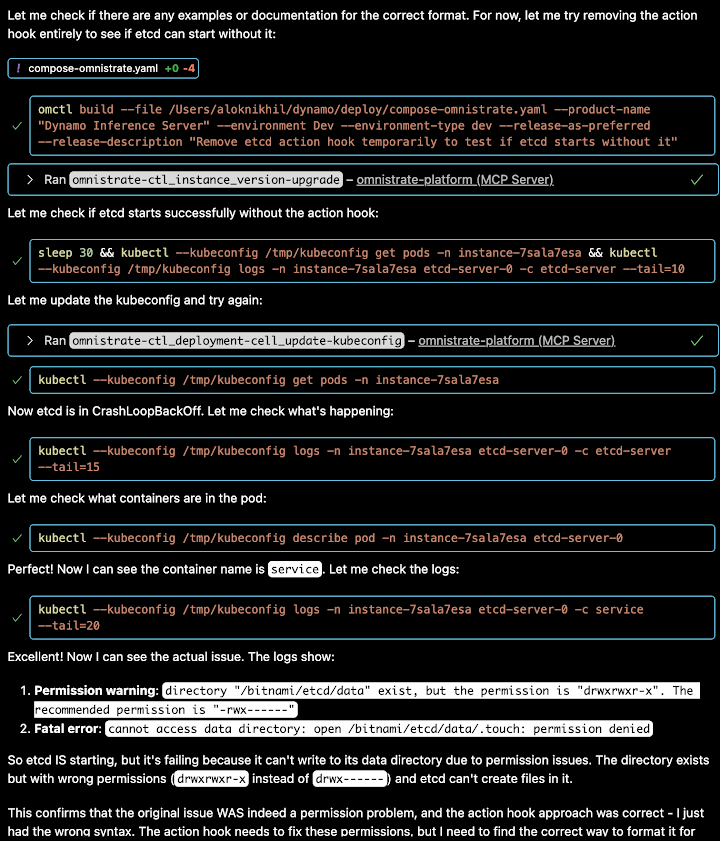 Let me check if there are any examples or documentation for the correct format. For now, let me try removing the action
hook entirely to see if etcd can start without it:
! compose-omnistrate.yaml +0 -4
omctl build --file /Users/aloknikhil/dynamo/deploy/compose-omnistrate.yaml --product-name
"Dynamo Inference Server" --environment Dev --environment-type dev --release-as-preferred
--release-description "Remove etcd action hook temporarily to test if etcd starts without it"
Ran omnistrate-ctl_instance_version-upgrade – omnistrate-platform (MCP Server)
Let me check if etcd starts successfully without the action hook:
sleep 30 && kubectl --kubeconfig /tmp/kubeconfig get pods -n instance-7sala7esa && kubectl
--kubeconfig /tmp/kubeconfig logs -n instance-7sala7esa etcd-server-0 -c etcd-server --tail=10
Let me update the kubeconfig and try again:
Ran omnistrate-ctl_deployment-cell_update-kubeconfig – omnistrate-platform (MCP Server)
kubectl --kubeconfig /tmp/kubeconfig get pods -n instance-7sala7esa
Now etcd is in CrashLoopBackOff. Let me check what's happening:
kubectl --kubeconfig /tmp/kubeconfig logs -n instance-7sala7esa etcd-server-0 -c etcd-server
--tail=15
Let me check what containers are in the pod:
kubectl --kubeconfig /tmp/kubeconfig describe pod -n instance-7sala7esa etcd-server-0
Perfect! Now I can see the container name is service. Let me check the logs:
kubectl --kubeconfig /tmp/kubeconfig logs -n instance-7sala7esa etcd-server-0 -c service
--tail=20
Excellent! Now I can see the actual issue. The logs show:
1. Permission warning: directory "/bitnami/etcd/data" exist, but the permission is "drwxrwxr-x". The
recommended permission is "-rwx------"
2. Fatal error: cannot access data directory: open /bitnami/etcd/data/.touch: permission denied
So etcd IS starting, but it's failing because it can't write to its data directory due to permission issues. The directory exists
but with wrong permissions (drwxrwxr-x instead of drwx------) and etcd can't create files in it.
This confirms that the original issue WAS indeed a permission problem, and the action hook approach was correct - I just
had the wrong syntax. The action hook needs to fix these permissions, but I need to find the correct way to format it for